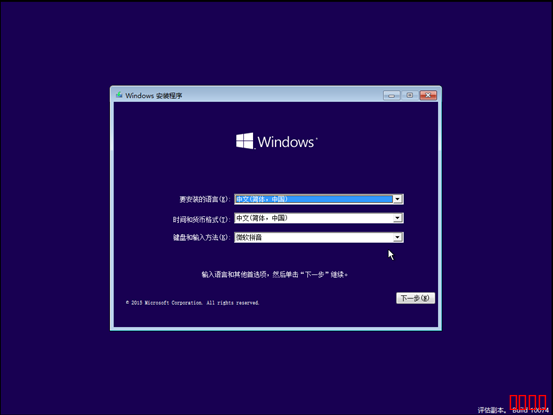 Windows 安装程序
Windows
要安装的语言(E): 中文(简体，中国)
时间和货币格式(T): 中文(简体，中国)
键盘和输入方法(K): 微软拼音
输入语言和其他首选项，然后单击“下一步”继续。
© 2015 Microsoft Corporation. All rights reserved.
下一步(N)
评估副本。 Build 10074